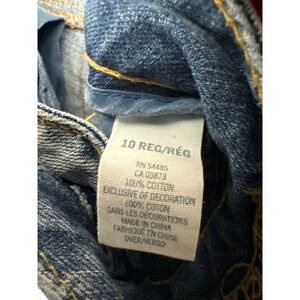 10 REG/RÉG
RN 54485
CA 03873
100% COTTON
EXCLUSIVE OF DECORATION
100% COTON
SANS LES DÉCORATIONS
MADE IN CHINA
FABRIQUÉ EN CHINE
OVER/VERSO